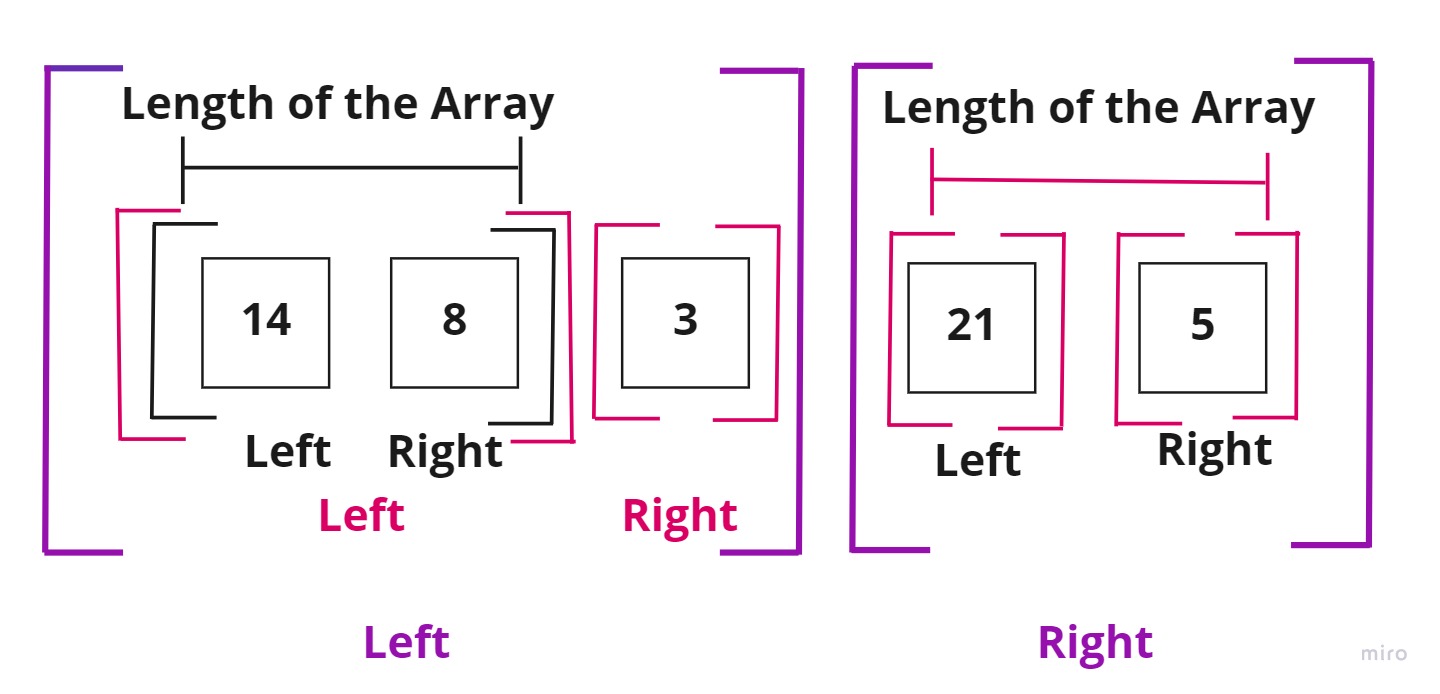 Length of the Array
Length of the Array
14 8 3 21 5
Left Right Left Right
Left Right
Left Right
miro